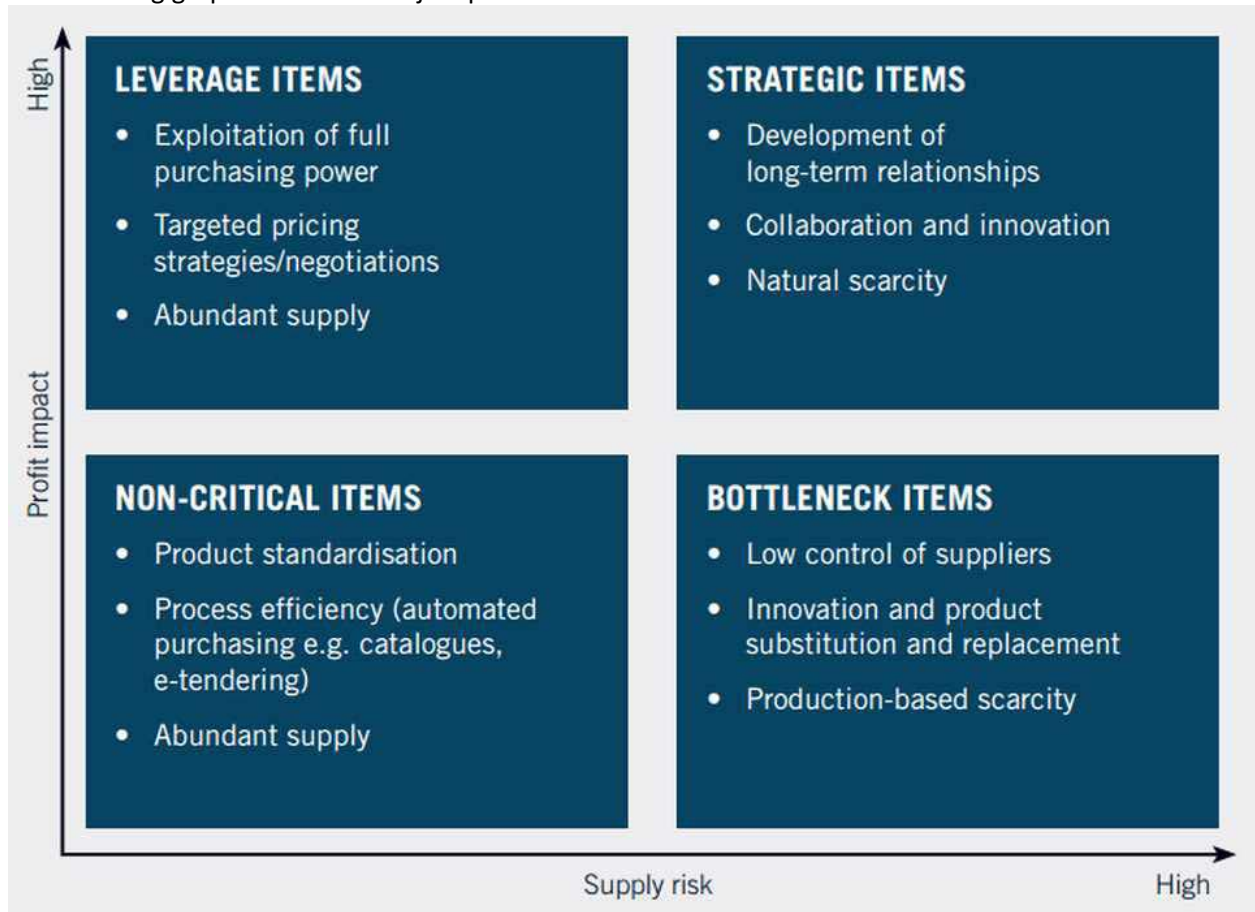 High
Profit impact
LEVERAGE ITEMS
• Exploitation of full
purchasing power
• Targeted pricing
strategies/negotiations
• Abundant supply
STRATEGIC ITEMS
• Development of
long-term relationships
• Collaboration and innovation
• Natural scarcity
NON-CRITICAL ITEMS
• Product standardisation
• Process efficiency (automated
purchasing e.g. catalogues,
e-tendering)
• Abundant supply
BOTTLENECK ITEMS
• Low control of suppliers
• Innovation and product
substitution and replacement
• Production-based scarcity
Supply risk
High